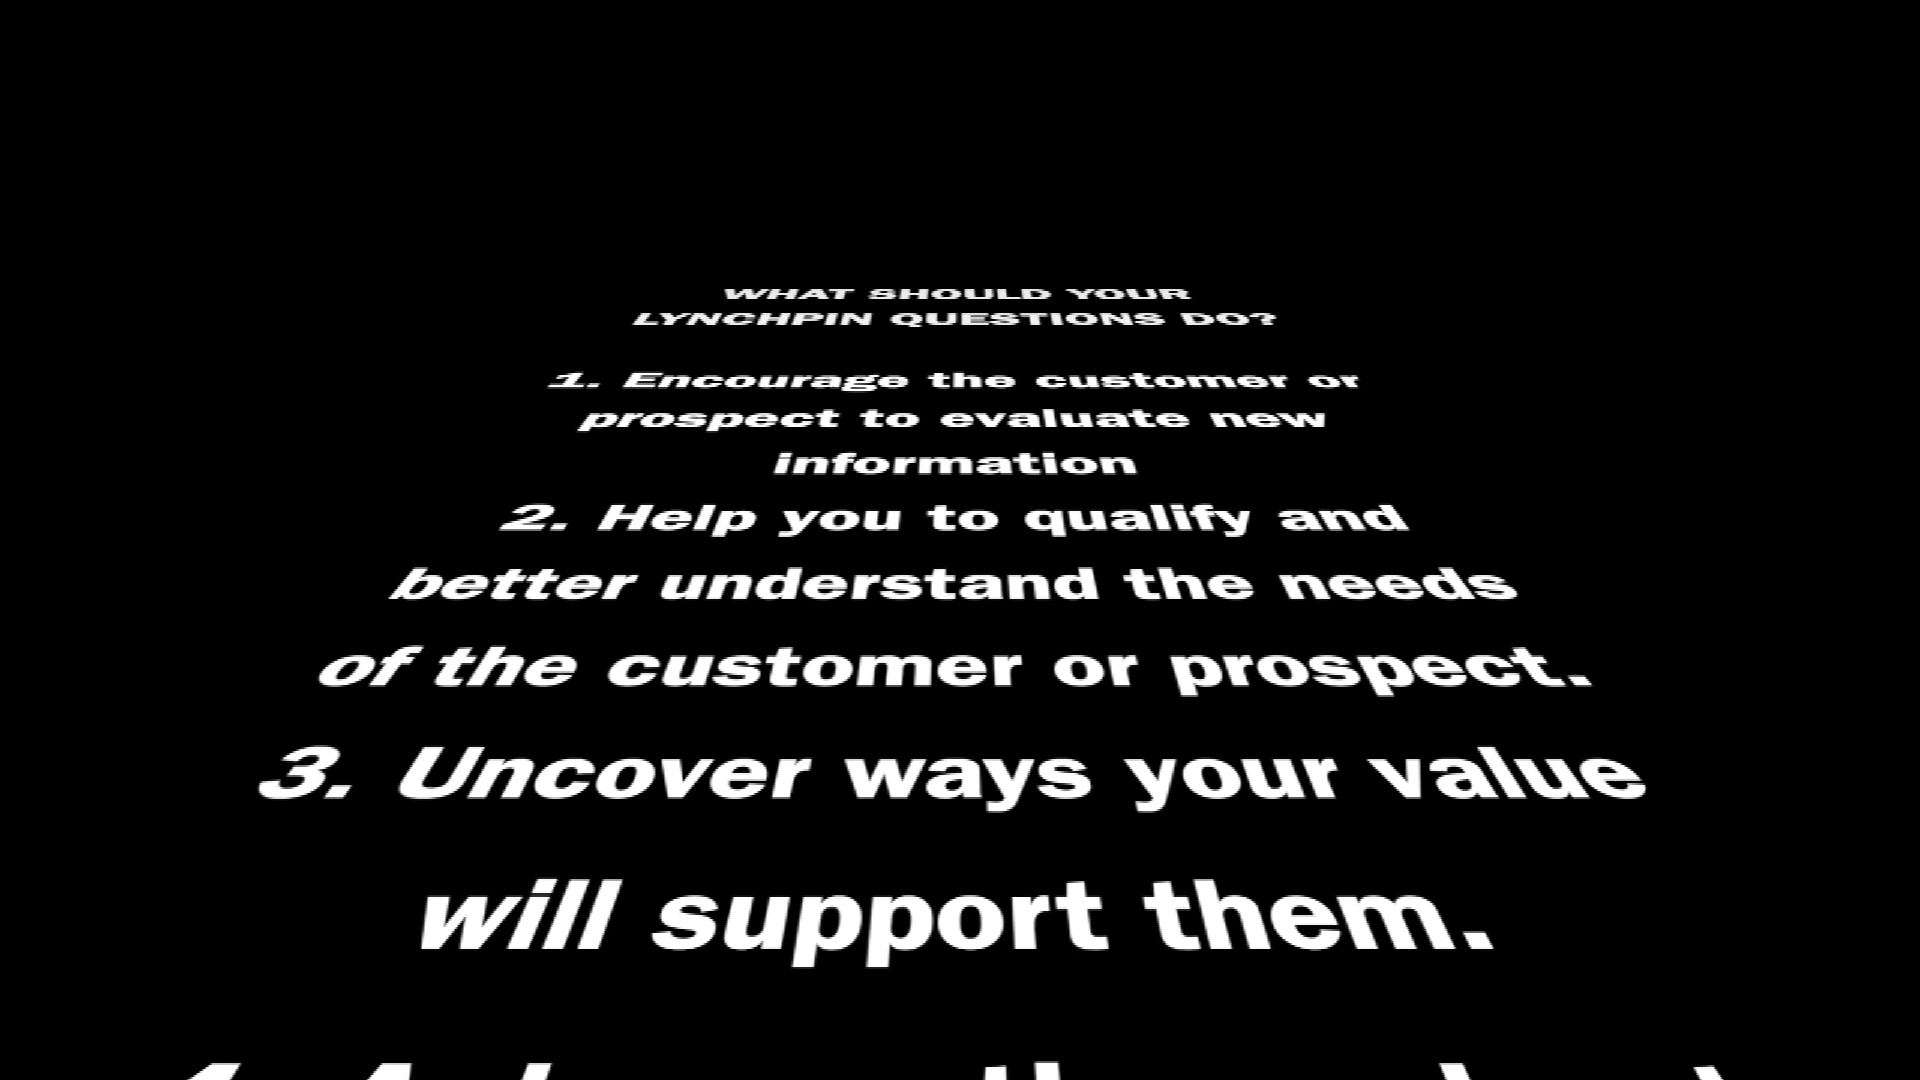 WHAT SHOULD YOUR
LYNCHPIN QUESTIONS DO?
1. Encourage the customer or
prospect to evaluate new
information
2. Help you to qualify and
better understand the needs
of the customer or prospect.
3. Uncover ways your value
will support them.